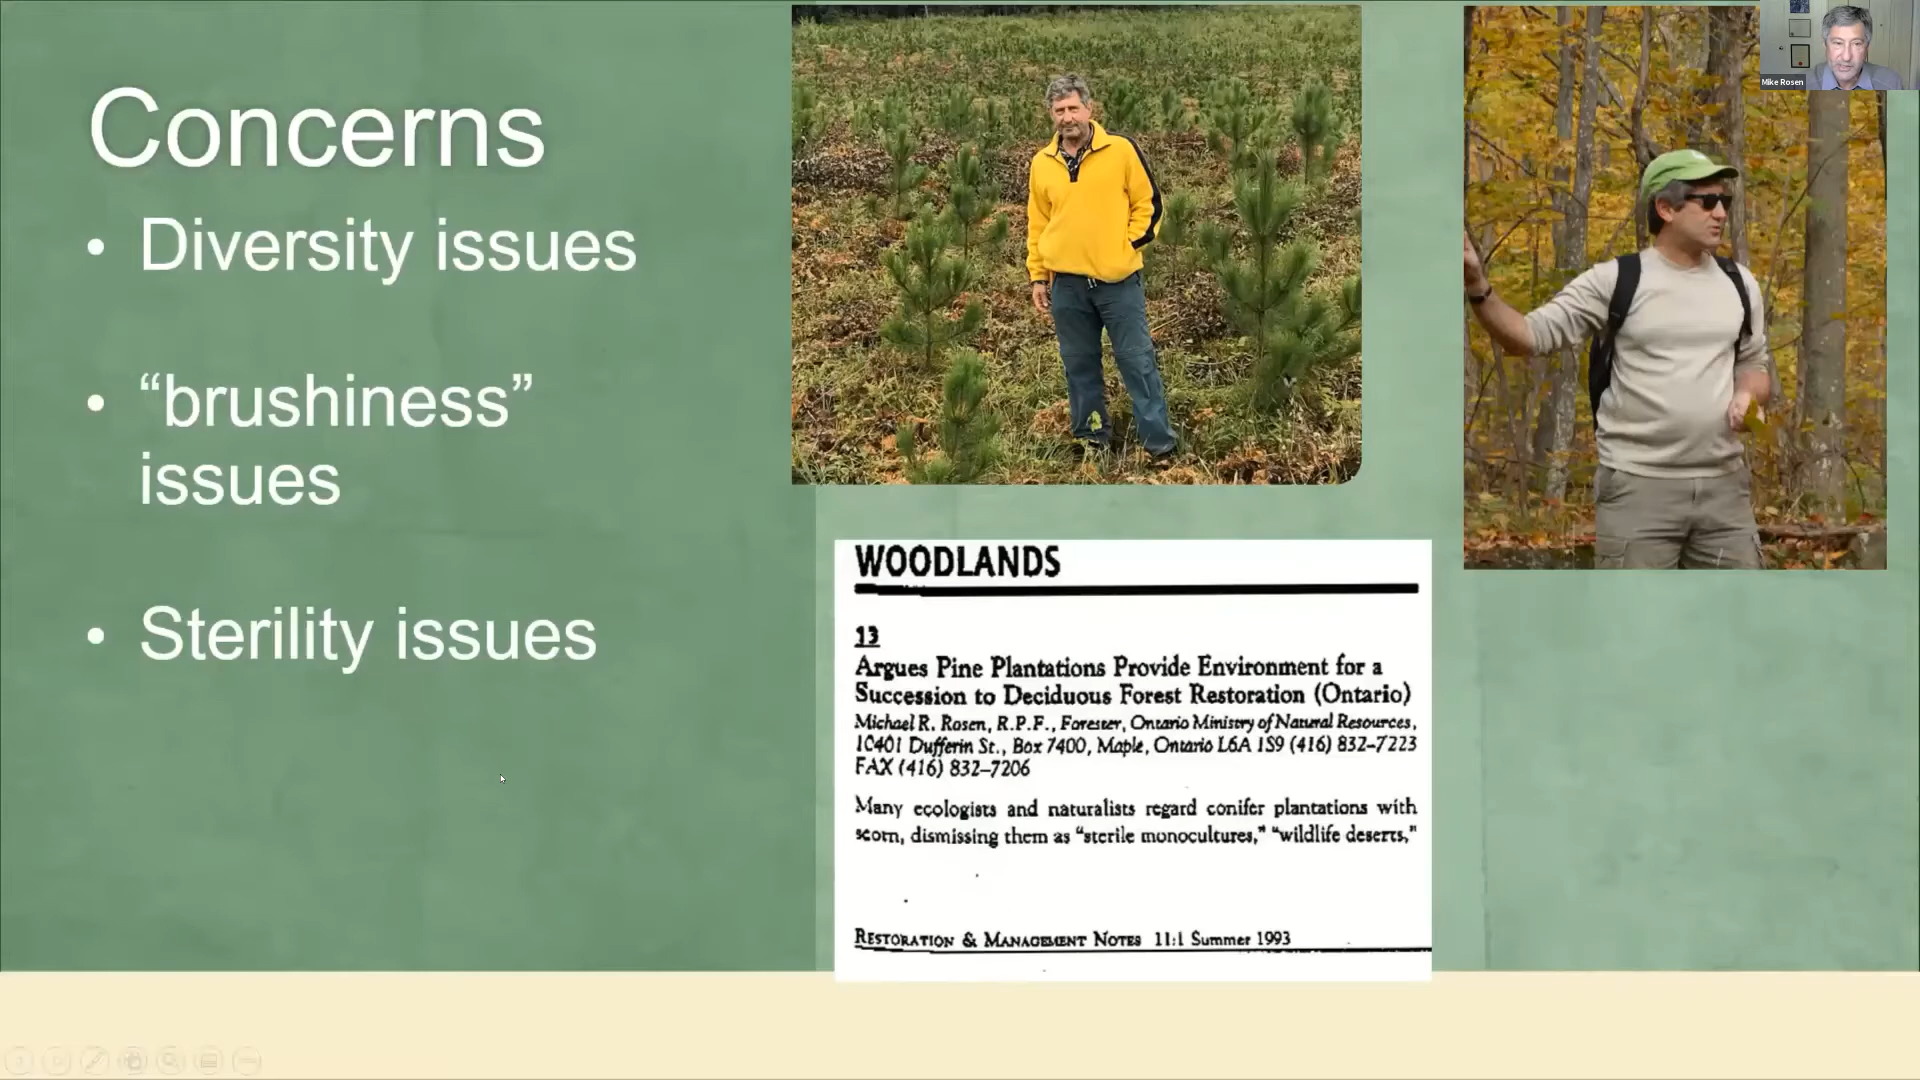 Concerns
• Diversity issues
• “brushiness”
issues
• Sterility issues
Mike Rosen
WOODLANDS
13
Argues Pine Plantations Provide Environment for a
Succession to Deciduous Forest Restoration (Ontario)
Michael R. Rosen, R.P.F., Forester, Ontario Ministry of Natural Resources,
10401 Dufferin St., Box 7400, Maple, Ontario L6A 1S9 (416) 832–7223
FAX (416) 832–7206
Many ecologists and naturalists regard conifer plantations with
scorn, dismissing them as “sterile monocultures,” “wildlife deserts,”
RESTORATION & MANAGEMENT NOTES 11:1 Summer 1993